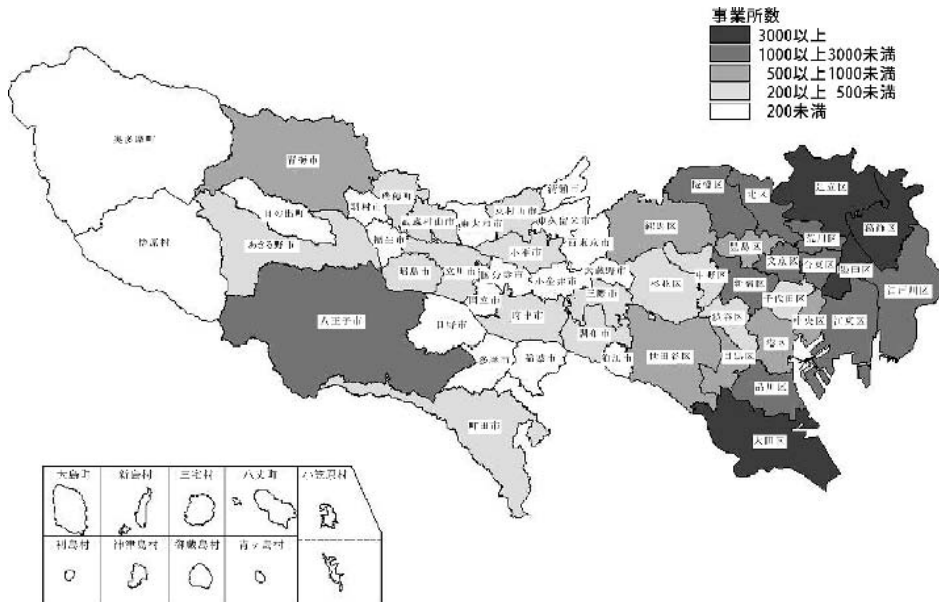 事業所数
3000以上
1000以上3000未満
500以上1000未満
200以上 500未満
200未満
奥多摩町
青梅市
檜原村
日の出町
あきる野市
羽村市
瑞穂町
武蔵村山市
東大和市
東村山市
清瀬市
東久留米市
西東京市
福生市
昭島市
立川市
小平市
国分寺市
小金井市
武蔵野市
三鷹市
国立市
府中市
調布市
狛江市
八王子市
日野市
多摩市
稲城市
町田市
練馬区
板橋区
北区
足立区
葛飾区
荒川区
豊島区
文京区
台東区
墨田区
江戸川区
中野区
杉並区
新宿区
千代田区
渋谷区
中央区
江東区
港区
目黒区
世田谷区
品川区
大田区
大島町
新島村
三宅村
八丈町
小笠原村
利島村
神津島村
御蔵島村
青ヶ島村